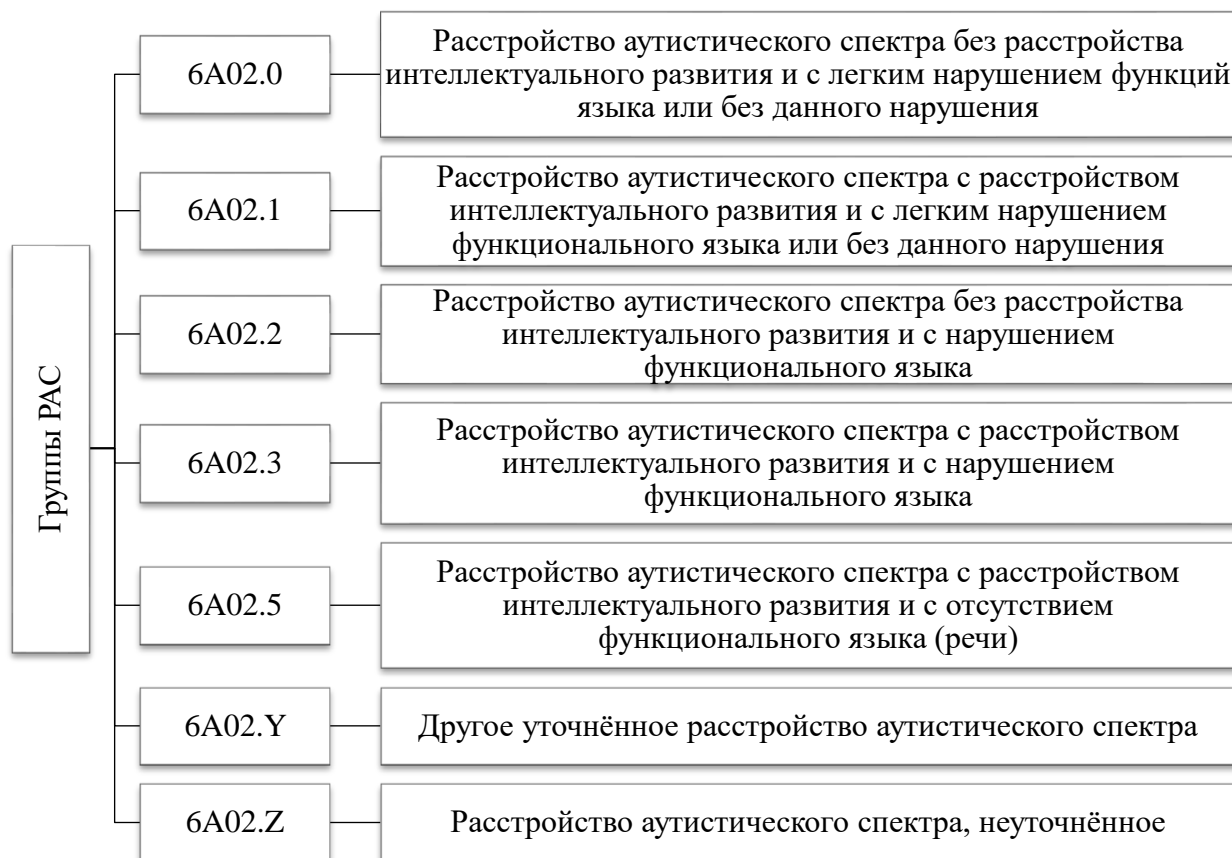 Группы РАС
6A02.0
Расстройство аутистического спектра без расстройства
интеллектуального развития и с легким нарушением функций
языка или без данного нарушения
6A02.1
Расстройство аутистического спектра с расстройством
интеллектуального развития и с легким нарушением
функционального языка или без данного нарушения
6A02.2
Расстройство аутистического спектра без расстройства
интеллектуального развития и с нарушением
функционального языка
6A02.3
Расстройство аутистического спектра с расстройством
интеллектуального развития и с нарушением
функционального языка
6A02.5
Расстройство аутистического спектра с расстройством
интеллектуального развития и с отсутствием
функционального языка (речи)
6A02.Y
Другое уточнённое расстройство аутистического спектра
6A02.Z
Расстройство аутистического спектра, неуточнённое